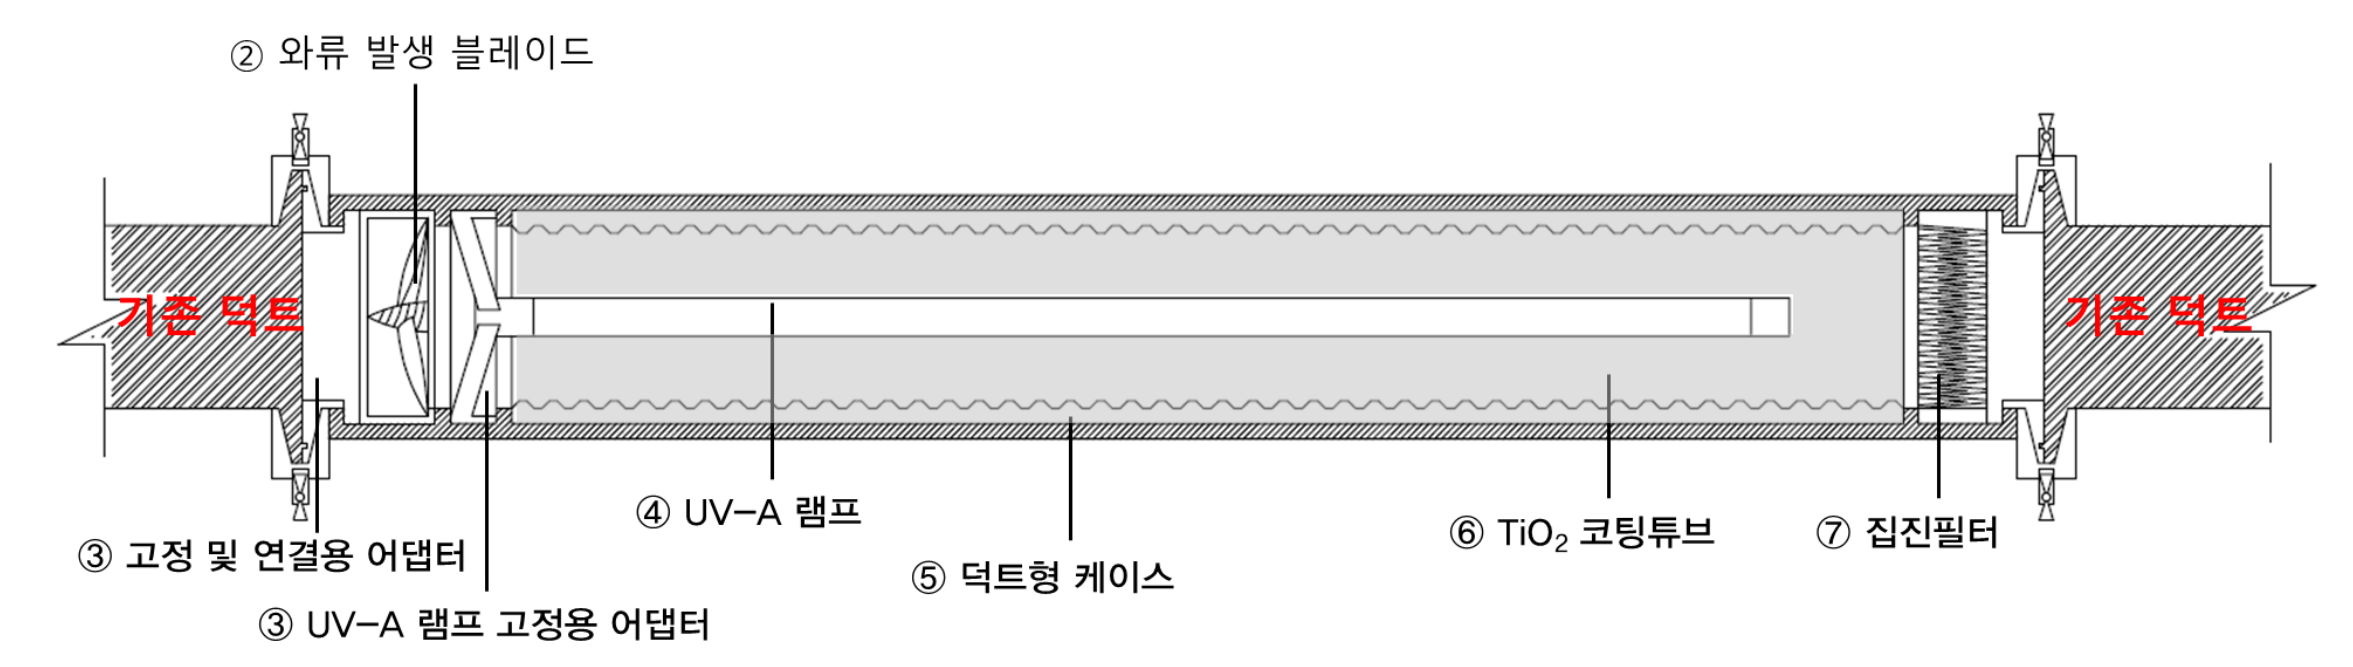 ② 와류 발생 블레이드
기존 덕트
기존 덕트
④ UV-A 램프
⑥ TiO₂ 코팅튜브
⑦ 집진필터
③ 고정 및 연결용 어댑터
⑤ 덕트형 케이스
③ UV-A 램프 고정용 어댑터